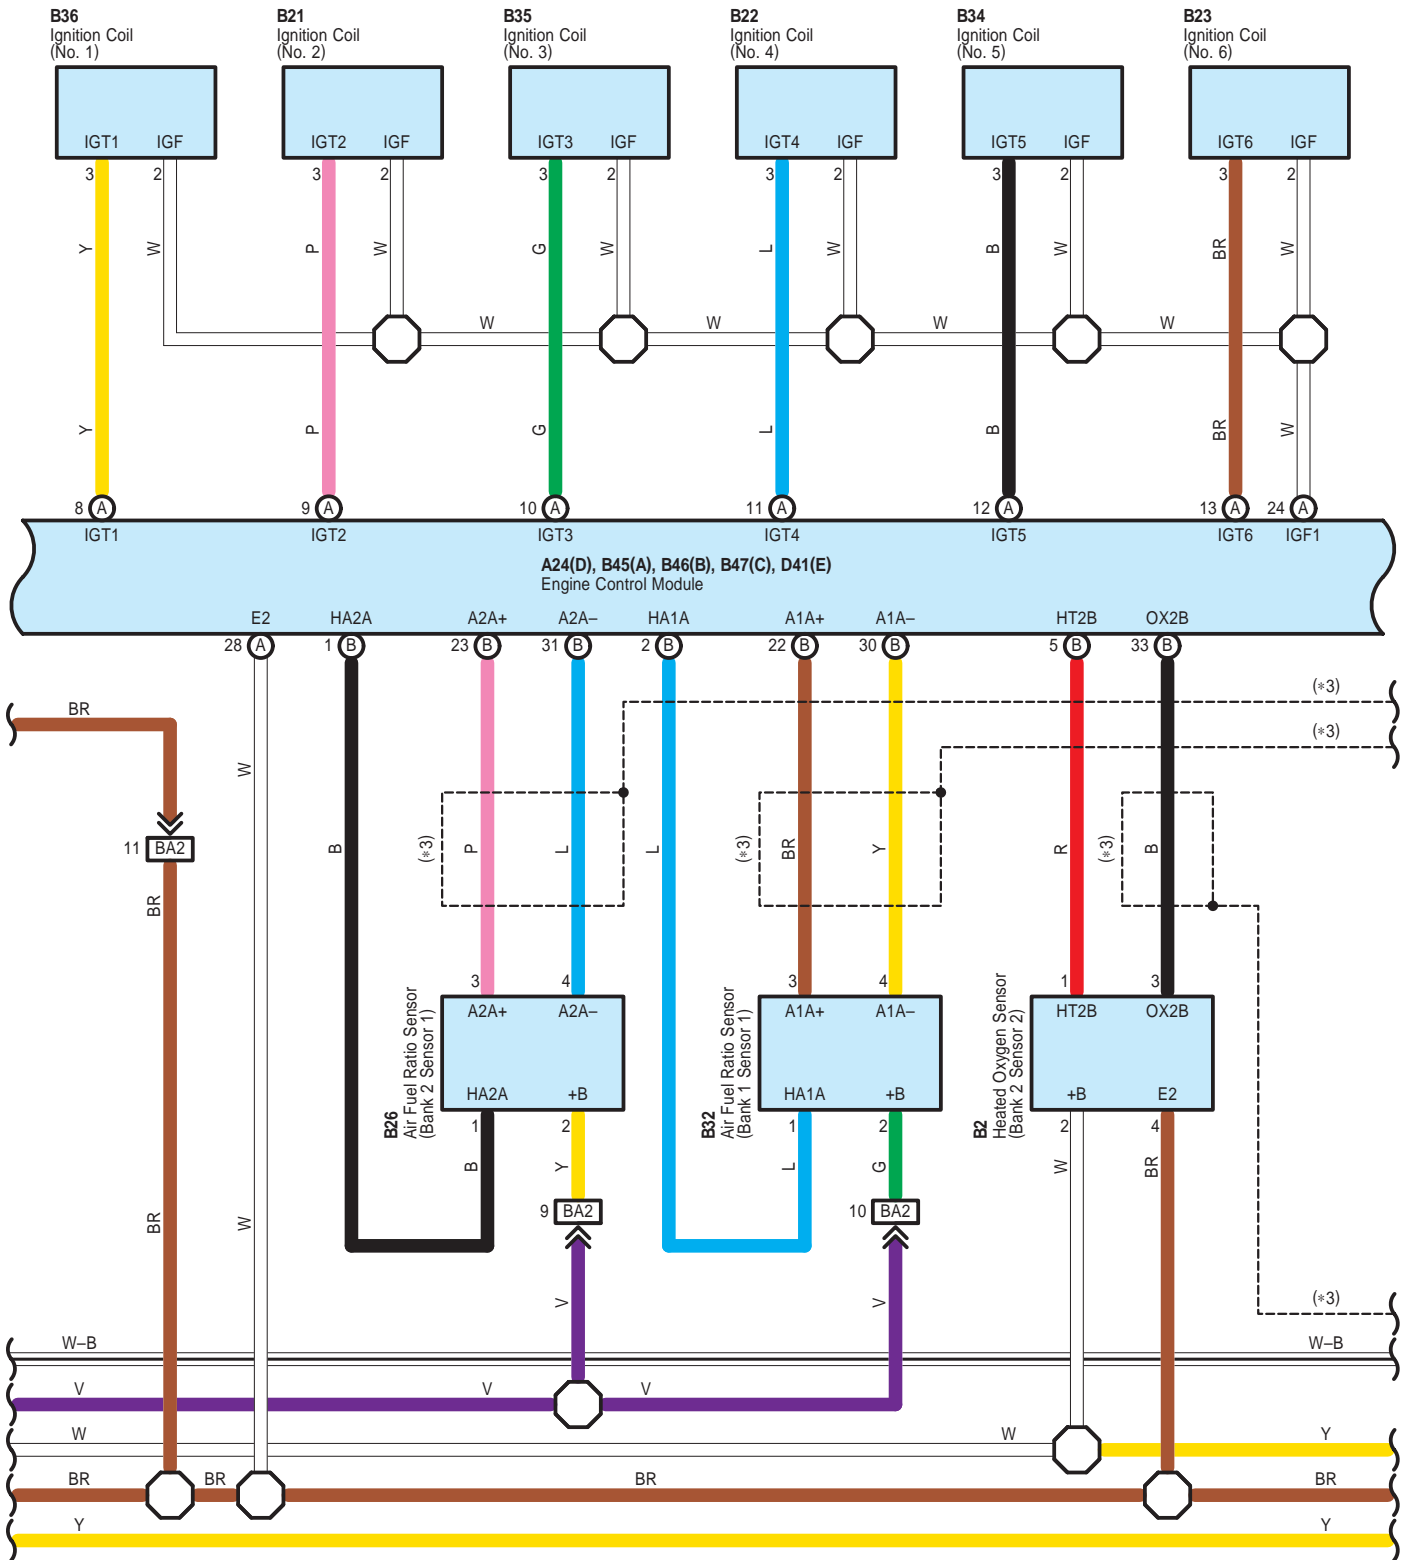 B36
Ignition Coil
(No. 1)
B21
Ignition Coil
(No. 2)
B35
Ignition Coil
(No. 3)
B22
Ignition Coil
(No. 4)
B34
Ignition Coil
(No. 5)
B23
Ignition Coil
(No. 6)
IGT1 IGF
IGT2 IGF
IGT3 IGF
IGT4 IGF
IGT5 IGF
IGT6 IGF
3 2 3 2 3 2 3 2 3 2 3 2
Y W P W G W L W B W BR W
W W W W
Y P G L B BR W
8 A 9 A 10 A 11 A 12 A 13 A 24 A
IGT1 IGT2 IGT3 IGT4 IGT5 IGT6 IGF1
A24(D), B45(A), B46(B), B47(C), D41(E)
Engine Control Module
E2 HA2A A2A+ A2A– HA1A A1A+ A1A– HT2B OX2B
28 A 1 B 23 B 31 B 2 B 22 B 30 B 5 B 33 B
(∗3)
BR
(∗3)
W
11 BA2
B (∗3) P L L (∗3) BR Y R (∗3) B
BR
3 4 3 4 1 3
A2A+ A2A– A1A+ A1A– HT2B OX2B
B26
Air Fuel Ratio Sensor
(Bank 2 Sensor 1)
B32
Air Fuel Ratio Sensor
(Bank 1 Sensor 1)
B2
Heated Oxygen Sensor
(Bank 2 Sensor 2)
HA2A +B HA1A +B +B E2
1 2 1 2 2 4
B Y L G W BR
9 BA2 10 BA2
BR W
V V
(∗3)
W–B W–B
V V V
W W Y
BR BR BR BR
Y Y